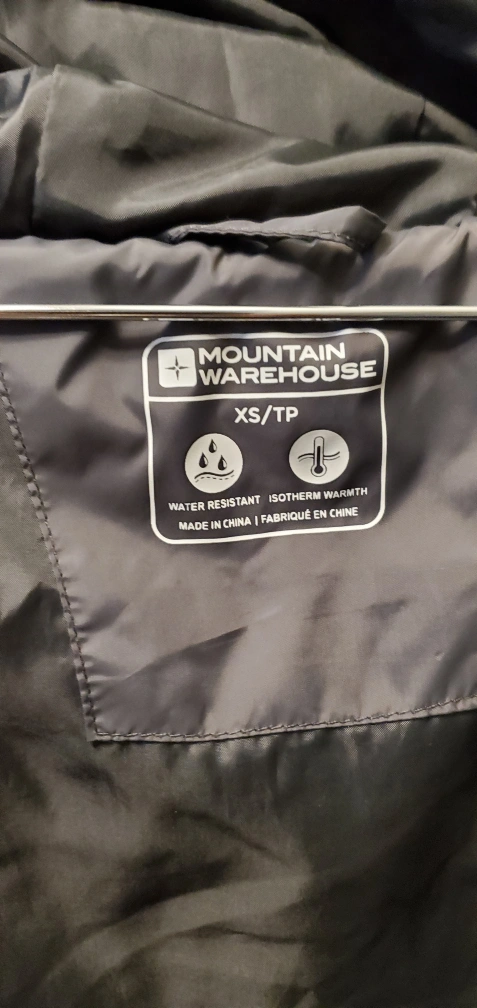 MOUNTAIN
WAREHOUSE
XS/TP
WATER RESISTANT ISOTHERM WARMTH
MADE IN CHINA | FABRIQUÉ EN CHINE